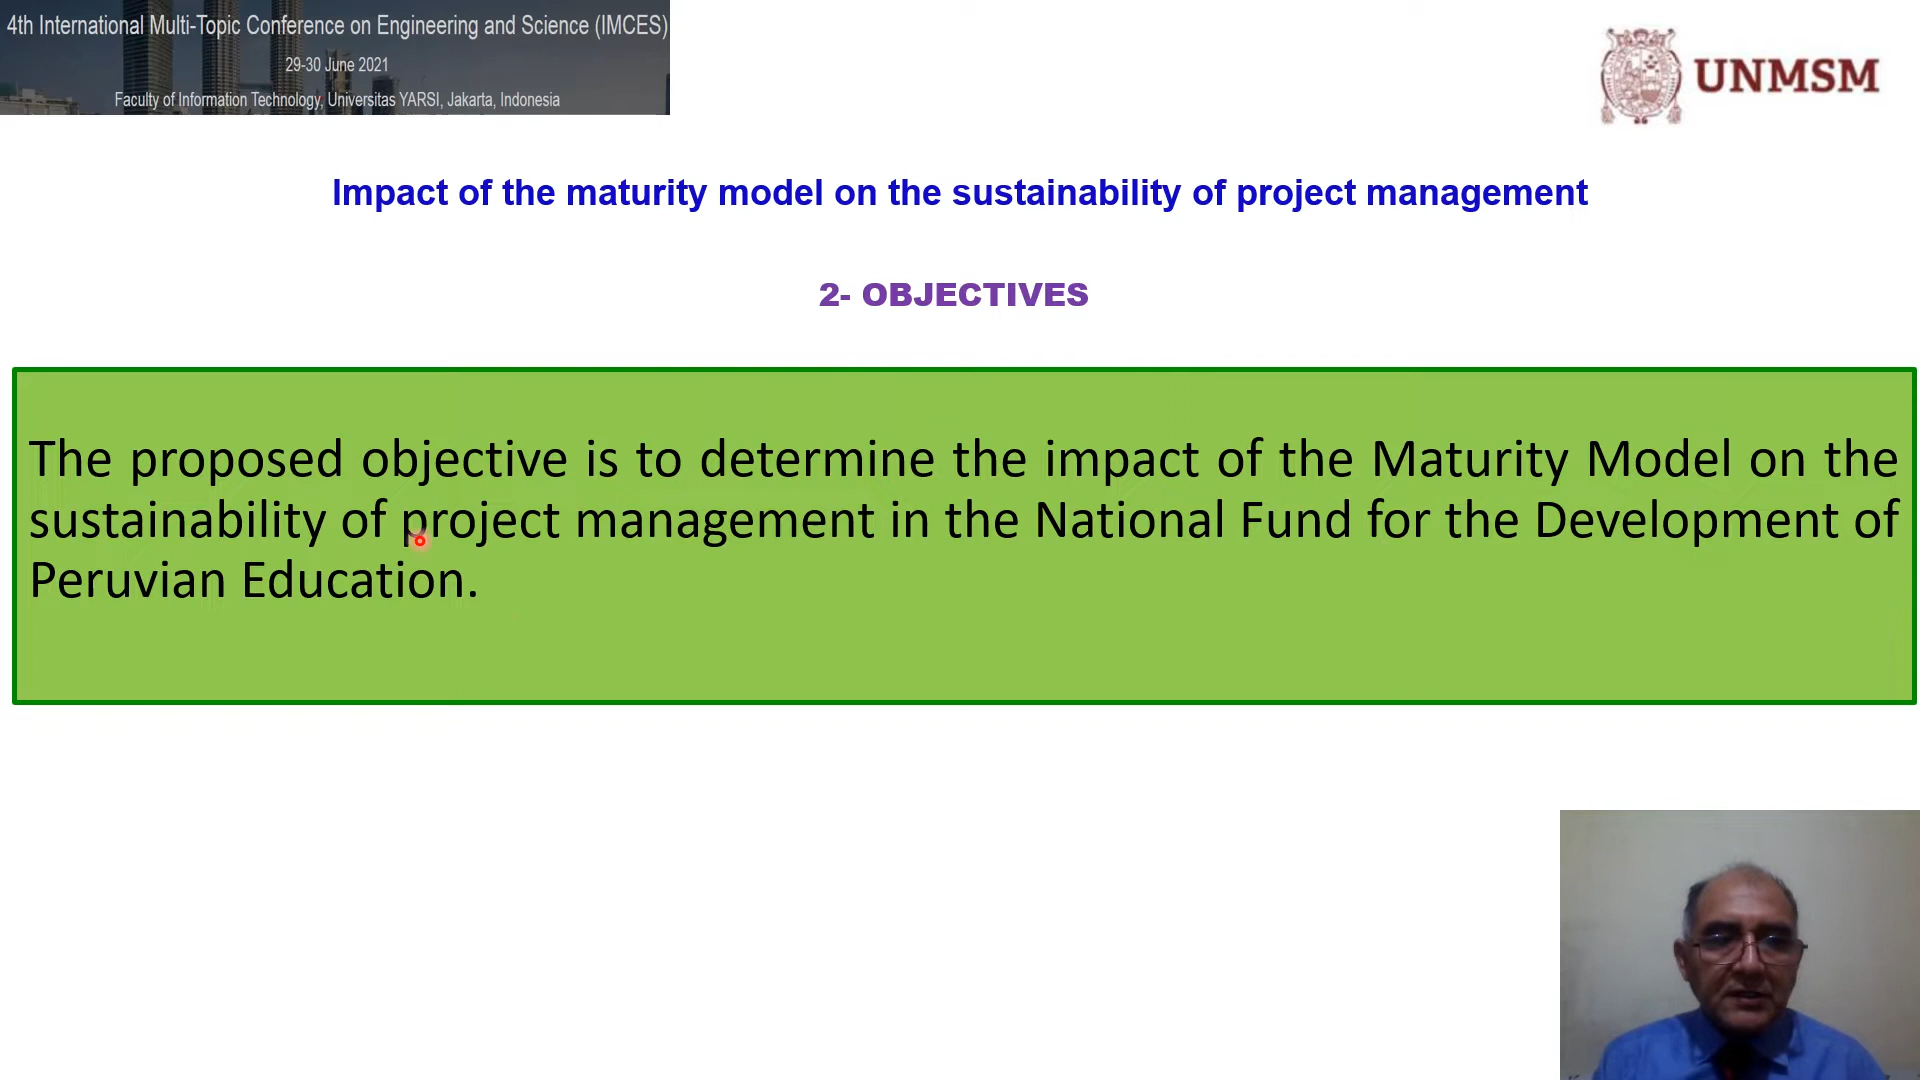 4th International Multi-Topic Conference on Engineering and Science (IMCES)
29-30 June 2021
Faculty of Information Technology, Universitas YARSI, Jakarta, Indonesia
UNMSM
Impact of the maturity model on the sustainability of project management
2- OBJECTIVES
The proposed objective is to determine the impact of the Maturity Model on the
sustainability of project management in the National Fund for the Development of
Peruvian Education.